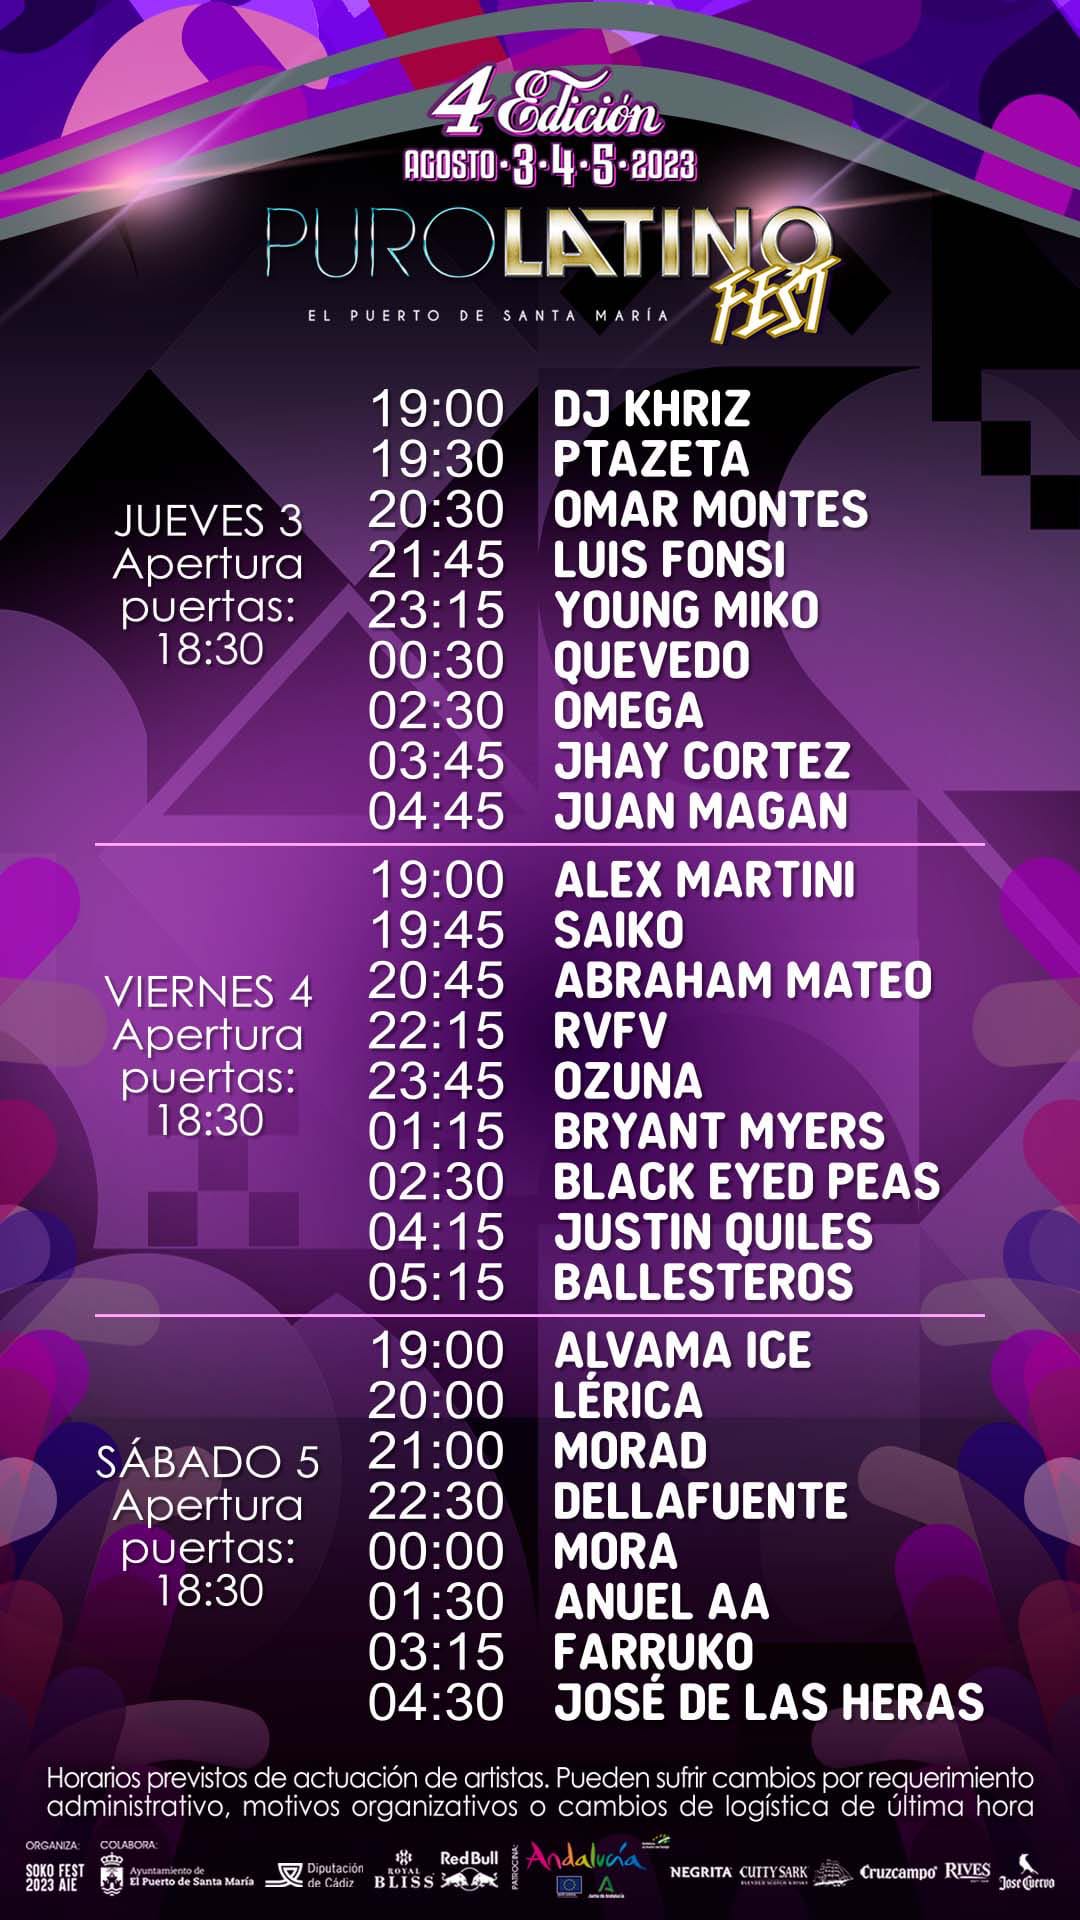 4 Edición
AGOSTO·3·4·5·2023
PUROLATINO
FEST
EL PUERTO DE SANTA MARÍA
JUEVES 3
Apertura
puertas:
18:30
19:00 DJ KHRIZ
19:30 PTAZETA
20:30 OMAR MONTES
21:45 LUIS FONSI
23:15 YOUNG MIKO
00:30 QUEVEDO
02:30 OMEGA
03:45 JHAY CORTEZ
04:45 JUAN MAGAN
VIERNES 4
Apertura
puertas:
18:30
19:00 ALEX MARTINI
19:45 SAIKO
20:45 ABRAHAM MATEO
22:15 RVFV
23:45 OZUNA
01:15 BRYANT MYERS
02:30 BLACK EYED PEAS
04:15 JUSTIN QUILES
05:15 BALLESTEROS
SÁBADO 5
Apertura
puertas:
18:30
19:00 ALVAMA ICE
20:00 LÉRICA
21:00 MORAD
22:30 DELLAFUENTE
00:00 MORA
01:30 ANUEL AA
03:15 FARRUKO
04:30 JOSÉ DE LAS HERAS
Horarios previstos de actuación de artistas. Pueden sufrir cambios por requerimiento
administrativo, motivos organizativos o cambios de logística de última hora
ORGANIZA:
SOKO FEST
2023 AIE
COLABORA:
Ayuntamiento de
El Puerto de Santa María
Diputación
de Cádiz
ROYAL
BLISS
RedBull
PATROCINA:
Andalucía
Junta de Andalucía
NEGRITA
CUTTY SARK
BLENDED SCOTCH WHISKY
Cruzcampo
RIVES
Jose Cuervo